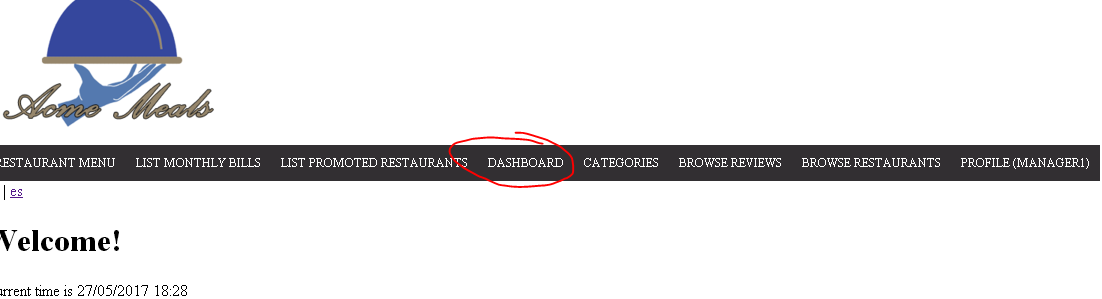 Acme Meals
RESTAURANT MENU LIST MONTHLY BILLS LIST PROMOTED RESTAURANTS DASHBOARD CATEGORIES BROWSE REVIEWS BROWSE RESTAURANTS PROFILE (MANAGER1)
| es
Welcome!
urrent time is 27/05/2017 18:28